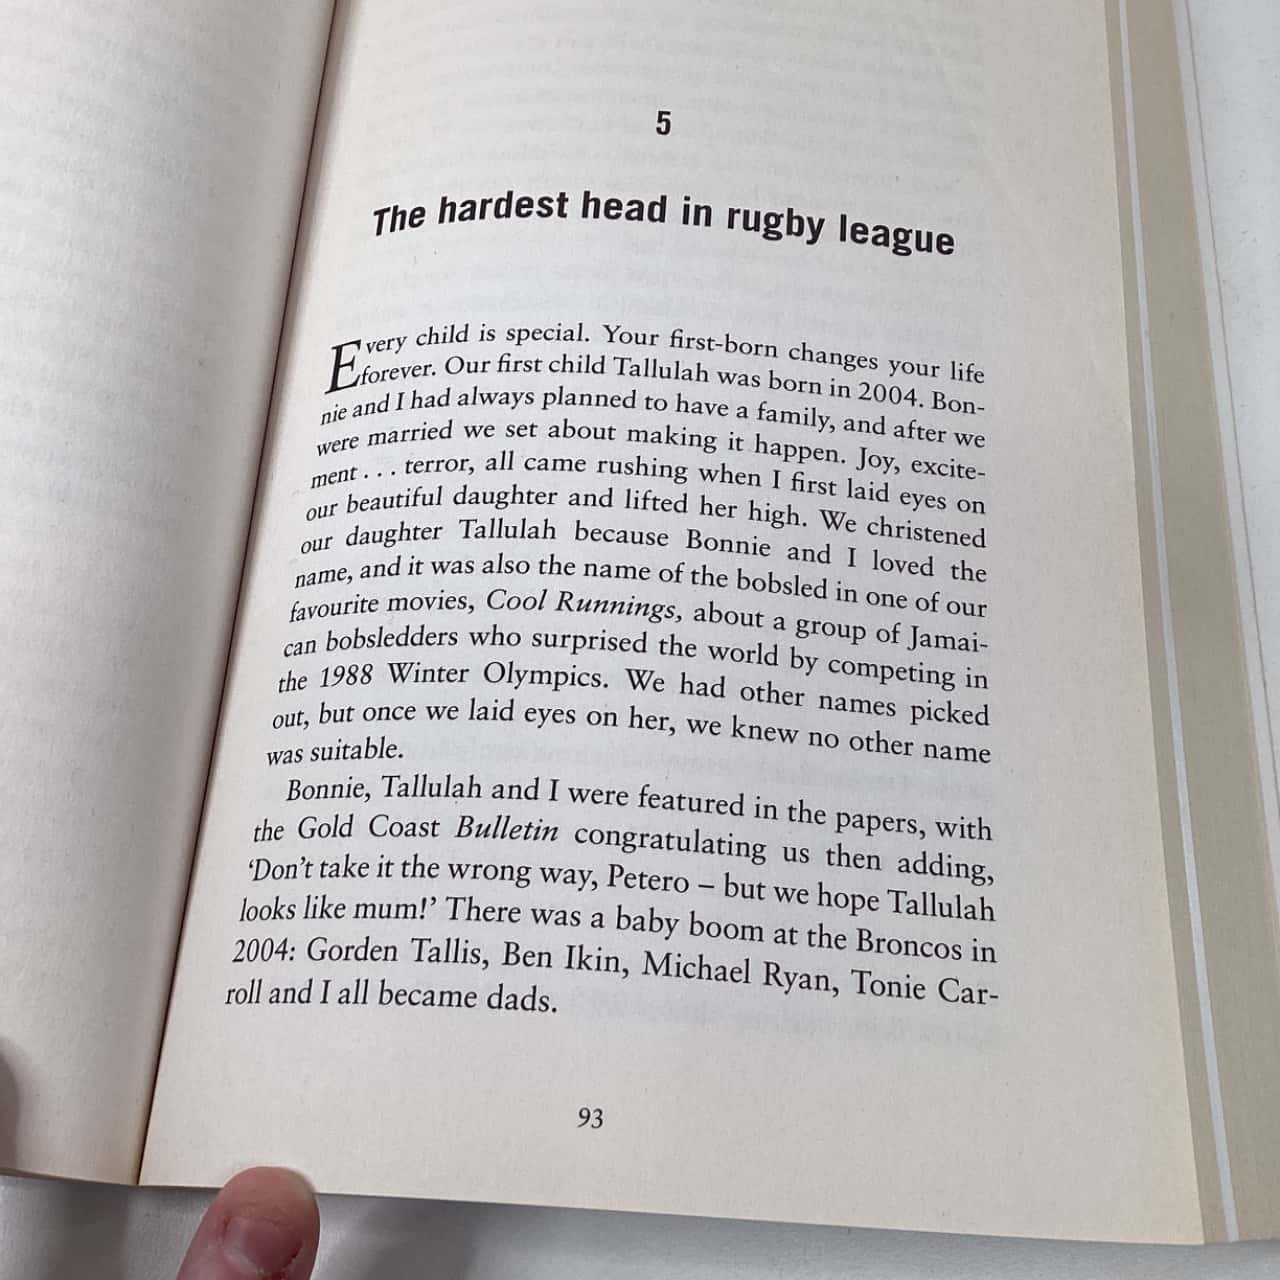 5
The hardest head in rugby league
Every child is special. Your first-born changes your life
forever. Our first child Tallulah was born in 2004. Bon-
nie and I had always planned to have a family, and after we
were married we set about making it happen. Joy, excite-
ment . . . terror, all came rushing when I first laid eyes on
our beautiful daughter and lifted her high. We christened
our daughter Tallulah because Bonnie and I loved the
name, and it was also the name of the bobsled in one of our
favourite movies, Cool Runnings, about a group of Jamai-
can bobsledders who surprised the world by competing in
the 1988 Winter Olympics. We had other names picked
out, but once we laid eyes on her, we knew no other name
was suitable.
Bonnie, Tallulah and I were featured in the papers, with
the Gold Coast Bulletin congratulating us then adding,
‘Don’t take it the wrong way, Petero – but we hope Tallulah
looks like mum!’ There was a baby boom at the Broncos in
2004: Gorden Tallis, Ben Ikin, Michael Ryan, Tonie Car-
roll and I all became dads.
93